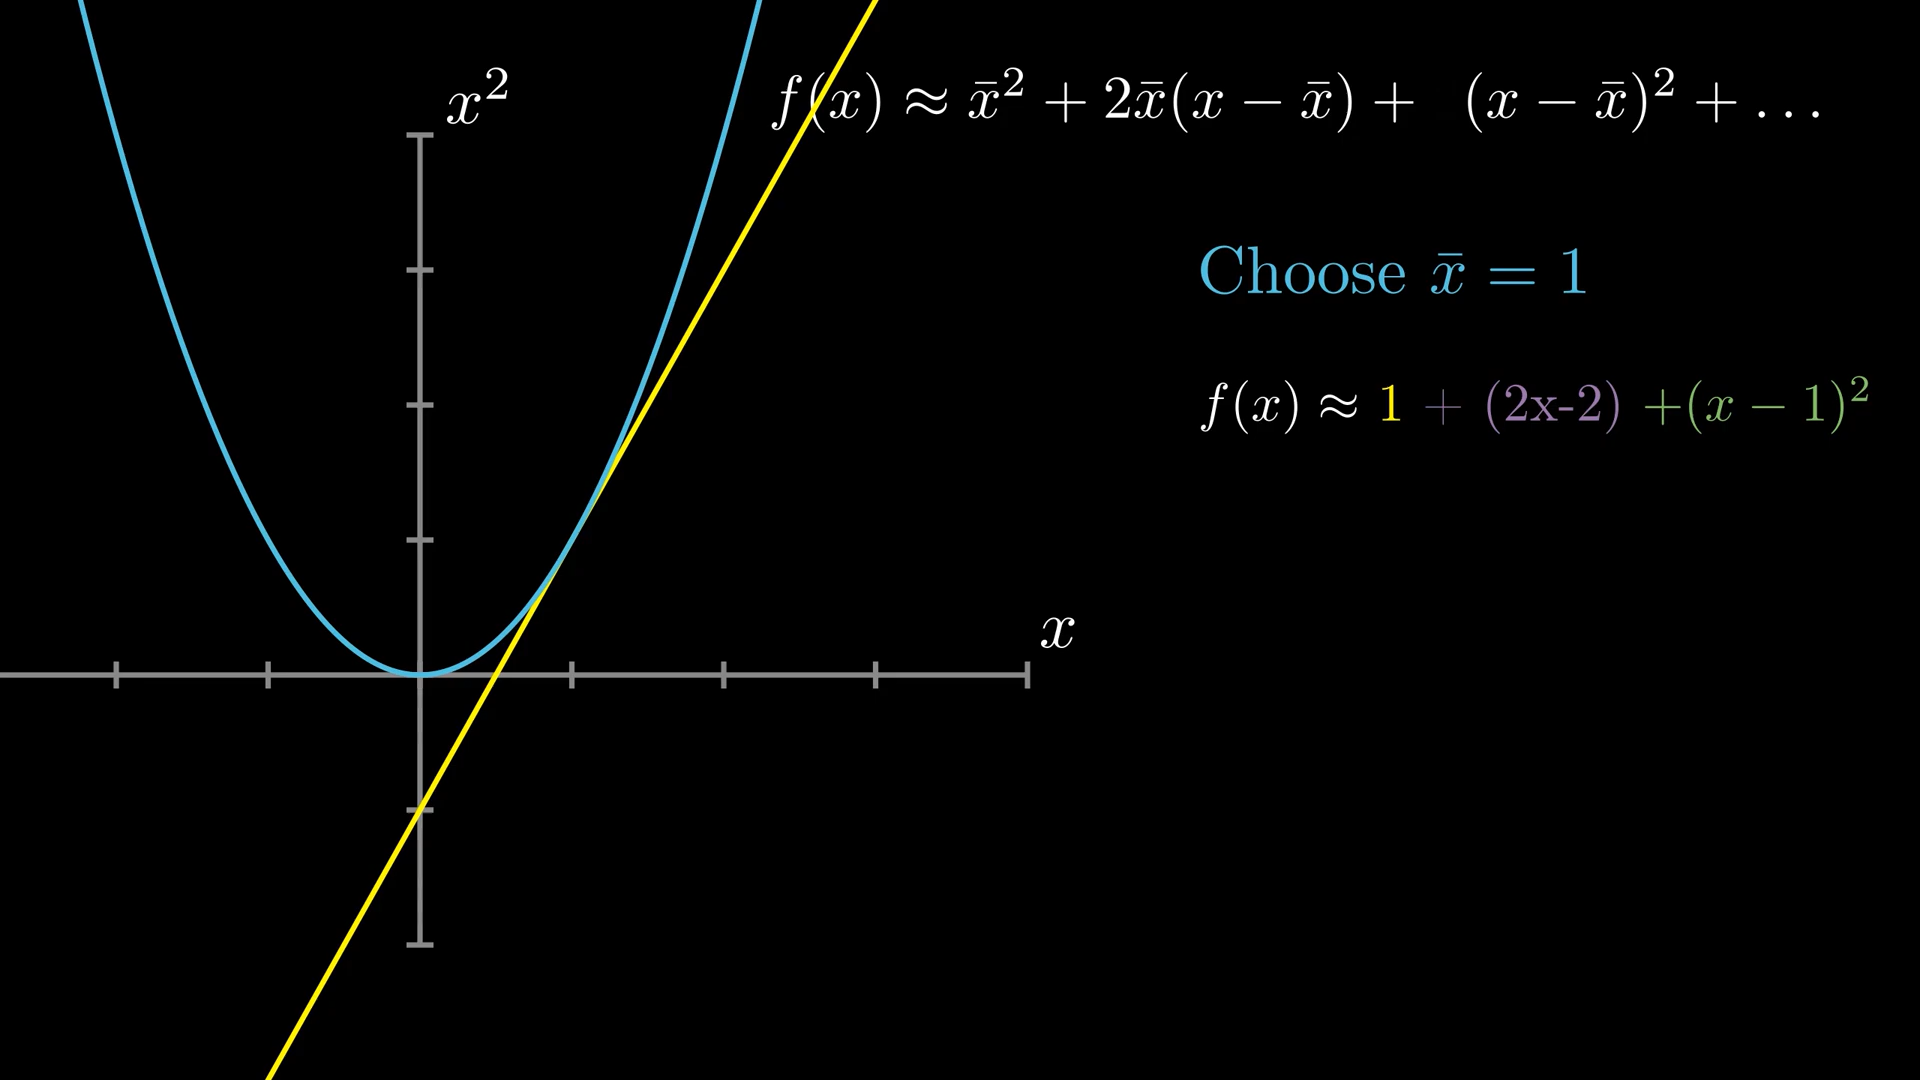 x²
f(x) ≈ x̄² + 2x̄(x − x̄) + (x − x̄)² + . . .
Choose x̄ = 1
f(x) ≈ 1 + (2x-2) +(x − 1)²
x